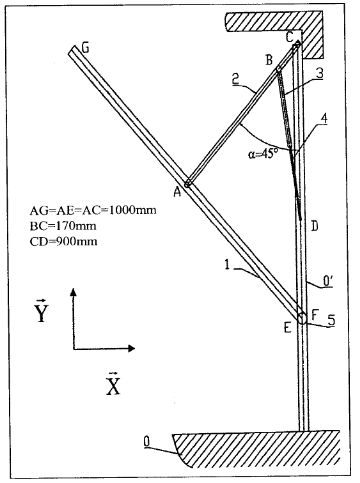 G
C
B
2
3
4
α=45°
A
AG=AE=AC=1000mm
BC=170mm
CD=900mm
D
1
0'
E
F
5
Y
X
0